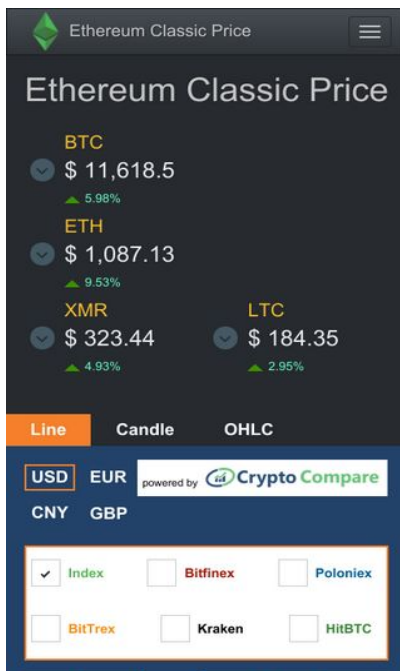 Ethereum Classic Price
Ethereum Classic Price
BTC
$ 11,618.5
5.98%
ETH
$ 1,087.13
9.53%
XMR LTC
$ 323.44 $ 184.35
4.93% 2.95%
Line Candle OHLC
USD EUR powered by Crypto Compare
CNY GBP
Index Bitfinex Poloniex
BitTrex Kraken HitBTC